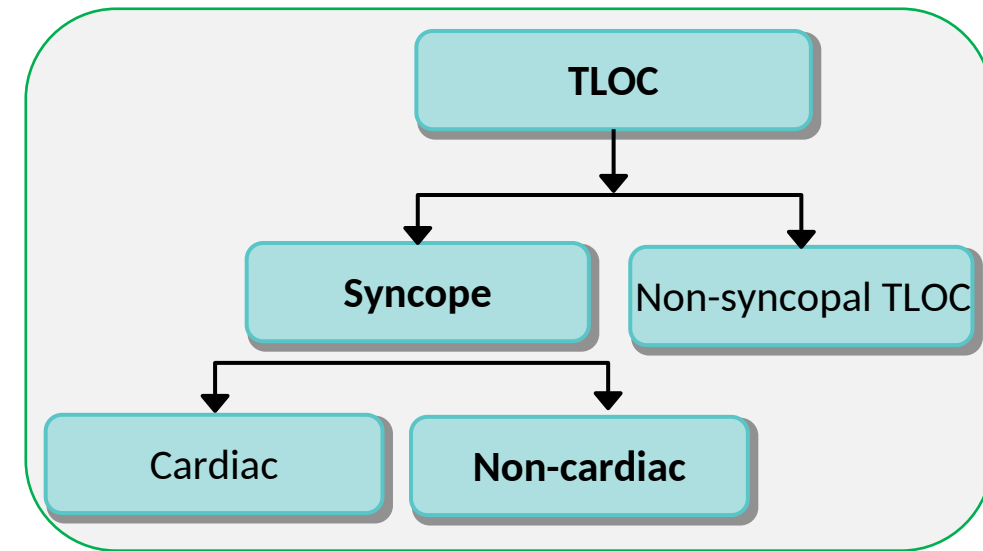 TLOC
Syncope
Non-syncopal TLOC
Cardiac
Non-cardiac